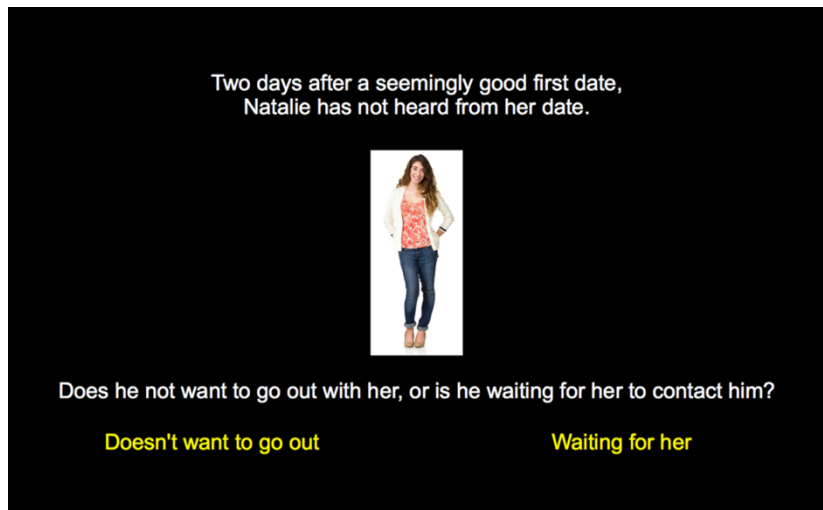 Two days after a seemingly good first date,
Natalie has not heard from her date.
Does he not want to go out with her, or is he waiting for her to contact him?
Doesn't want to go out
Waiting for her